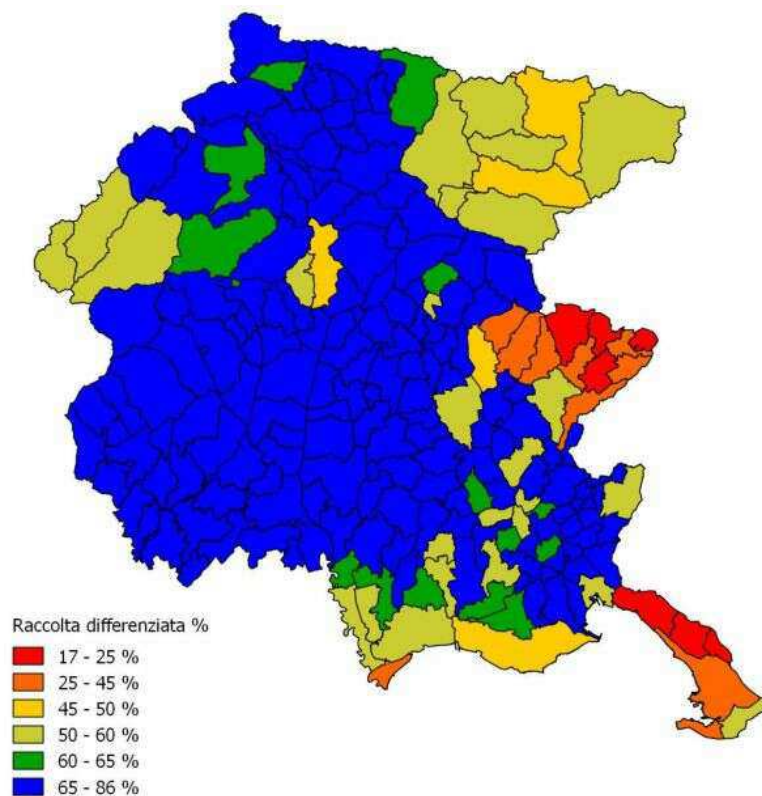 Raccolta differenziata %
17 - 25 %
25 - 45 %
45 - 50 %
50 - 60 %
60 - 65 %
65 - 86 %